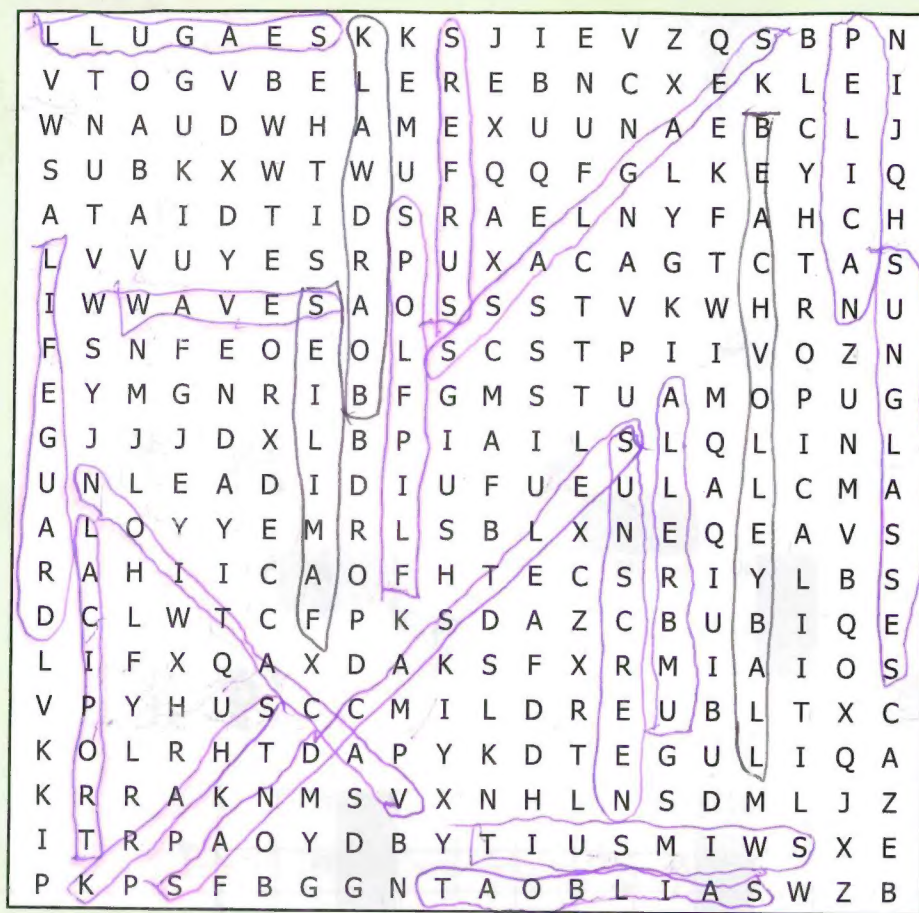 L L U G A E S K K S J I E V Z Q S B P N
V T O G V B E L E R E B N C X E K L E I
W N A U D W H A M E X U U N A E B C L J
S U B K X W T W U F Q Q F G L K E Y I Q
A T A I D T I D S R A E L N Y F A H C H
L V V U Y E S R P U X A C A G T C T A S
I W W A V E S A O S S S T V K W H R N U
F S N F E O E O L S C S T P I I V O Z N
E Y M G N R I B F G M S T U A M O P U G
G J J J D X L B P I A I L S L Q L I N L
U N L E A D I D I U F U E U L A L C M A
A L O Y Y E M R L S B L X N E Q E A V S
R A H I I C A O F H T E C S R I Y L B S
D C L W T C F P K S D A Z C B U B I Q E
L I F X Q A X D A K S F X R M I A I O S
V P Y H U S C C M I L D R E U B L T X C
K O L R H T D A P Y K D T E G U L I Q A
K R R A K N M S V X N H L N S D M L J Z
I T R P A O Y D B Y T I U S M I W S X E
P K P S F B G G N T A O B L I A S W Z B